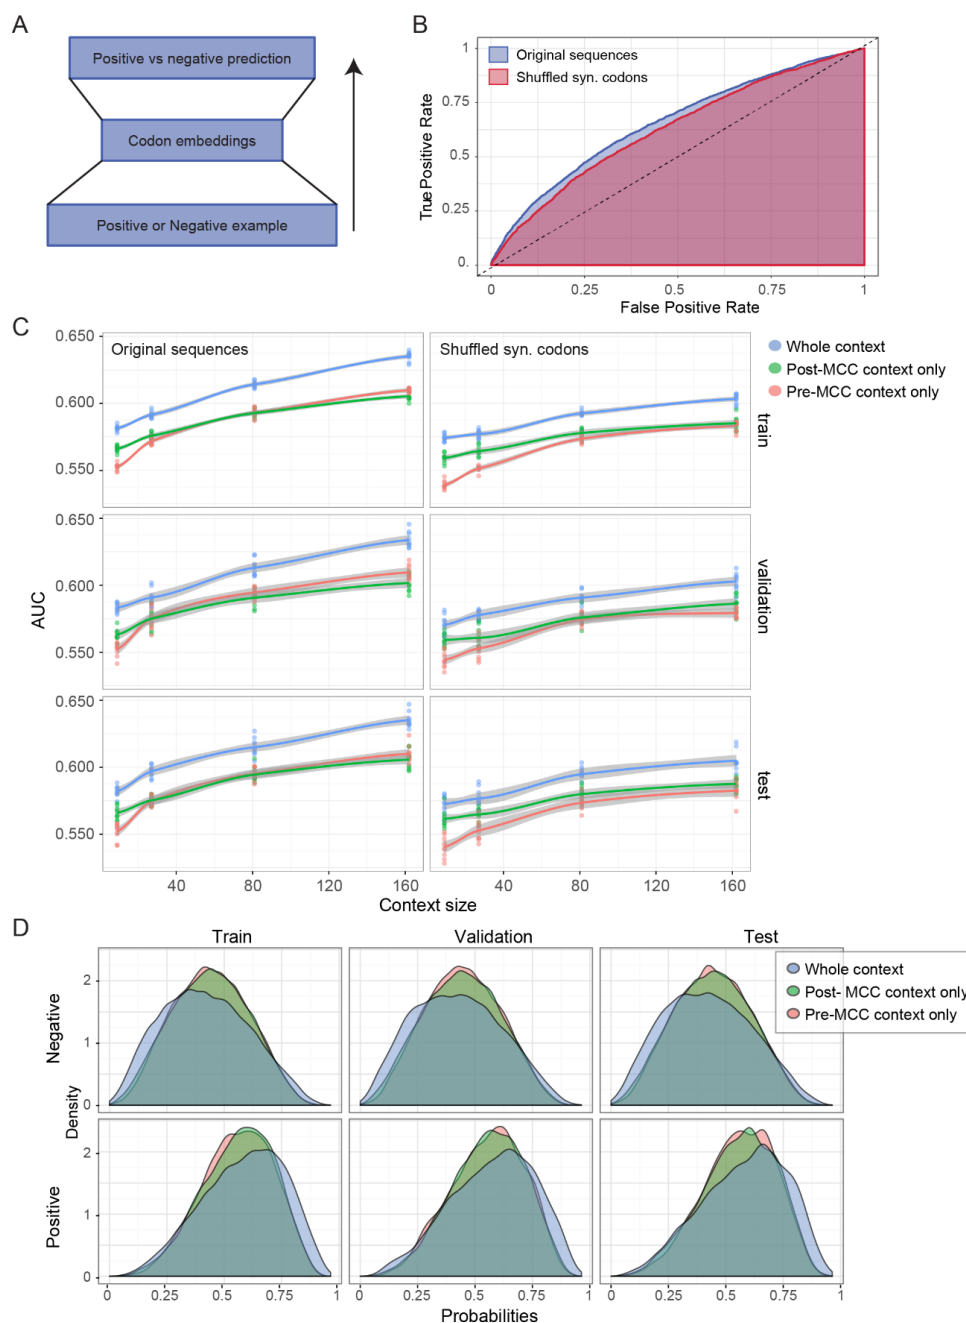 A
Positive vs negative prediction
Codon embeddings
Positive or Negative example
B
Original sequences
Shuffled syn. codons
True Positive Rate
1
0.75
0.5
0.25
0.
0
0.25
0.5
0.75
1
False Positive Rate
C
Original sequences
Shuffled syn. codons
Whole context
Post-MCC context only
Pre-MCC context only
0.650
0.600
0.550
train
0.650
0.600
0.550
validation
0.650
0.600
0.550
test
AUC
40
80
120
160
40
80
120
160
Context size
D
Train
Validation
Test
Whole context
Post- MCC context only
Pre-MCC context only
Negative
2
1
0
Density
Positive
2
1
0
0
0.25
0.5
0.75
1
0
0.25
0.5
0.75
1
0
0.25
0.5
0.75
1
Probabilities